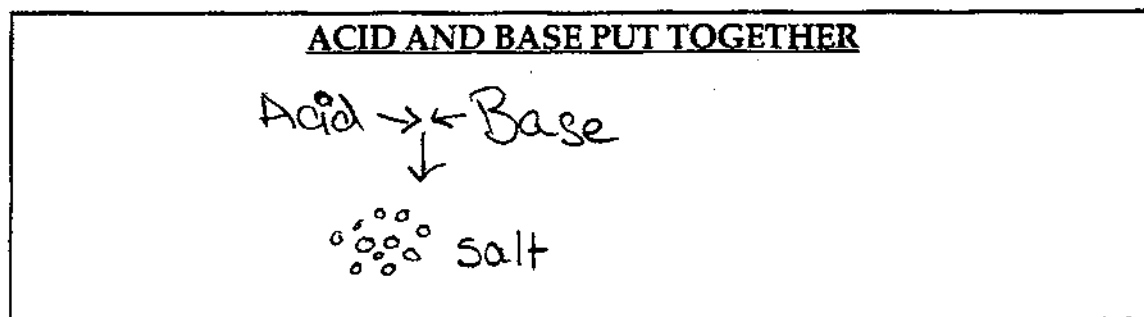 ACID AND BASE PUT TOGETHER
Acid →← Base
↓
salt